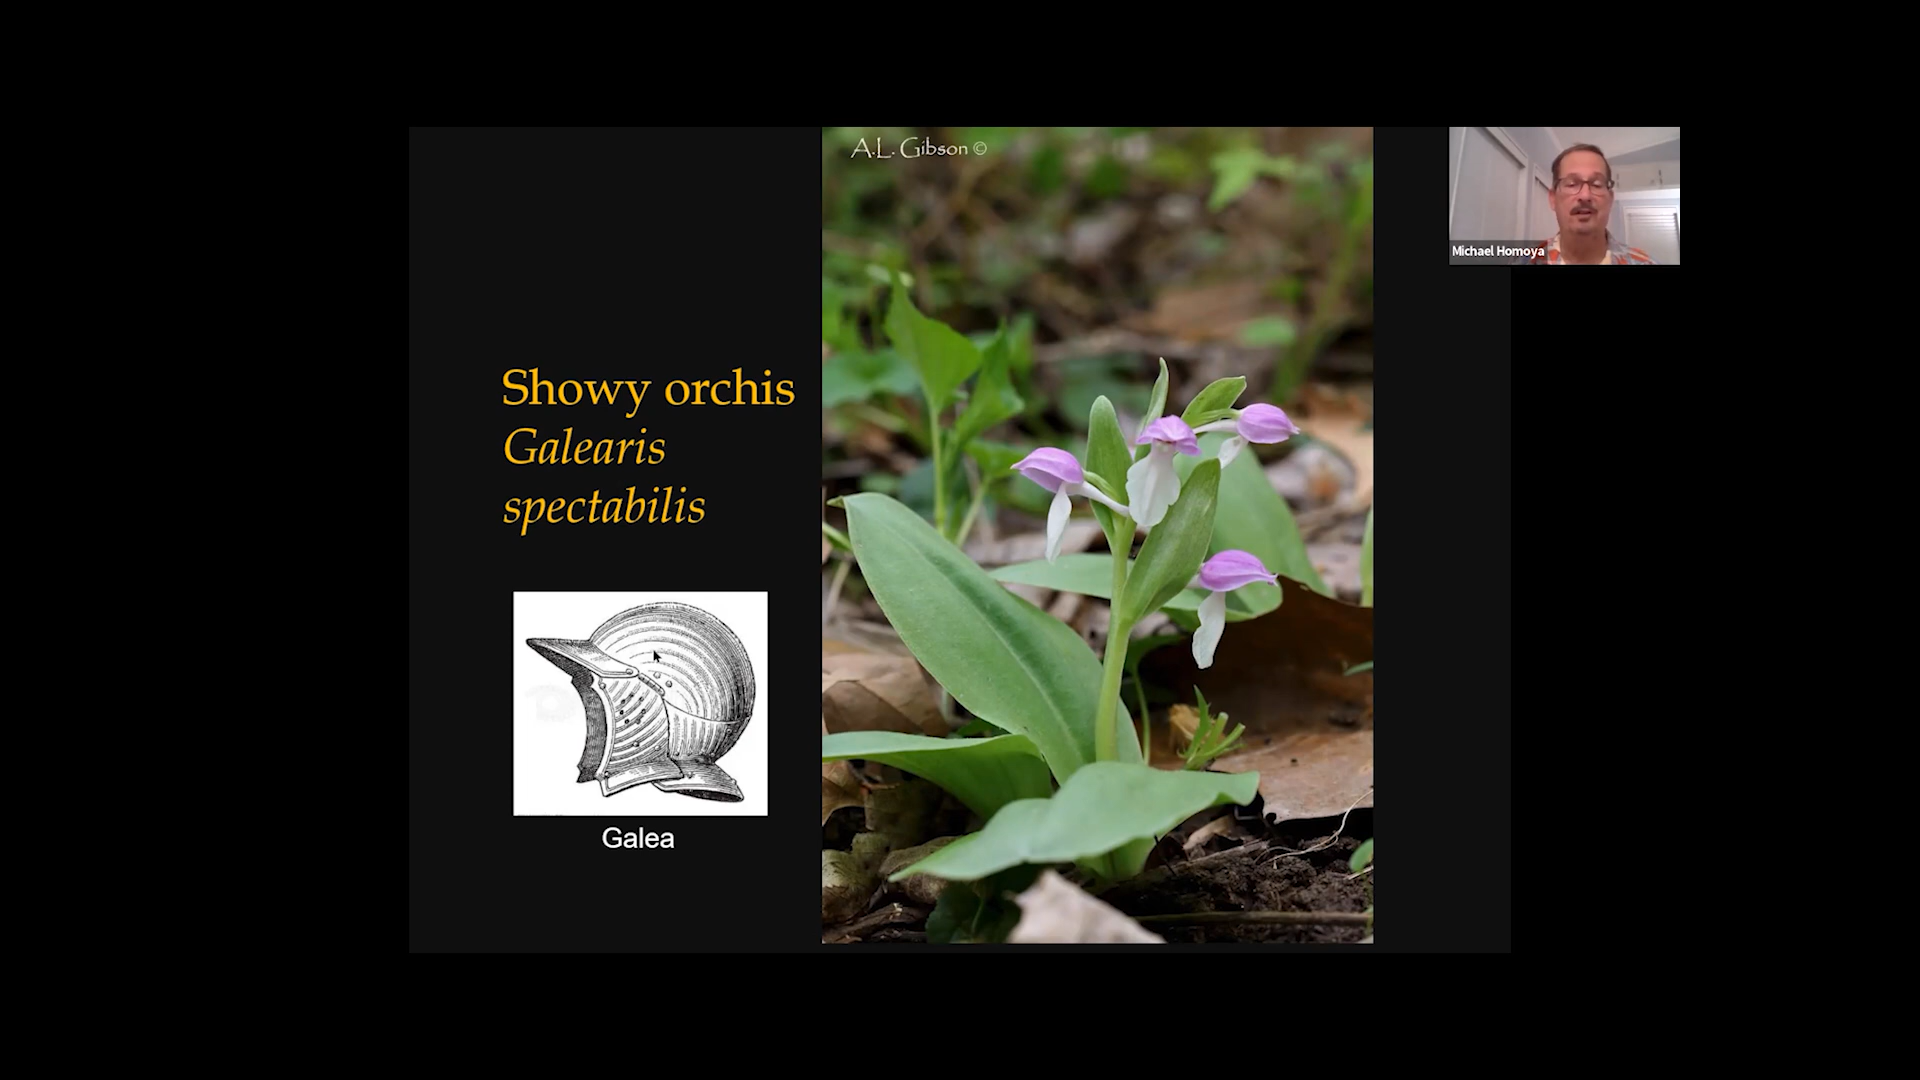 A.L. Gibson ©
Michael Homoya
Showy orchis
Galearis
spectabilis
Galea